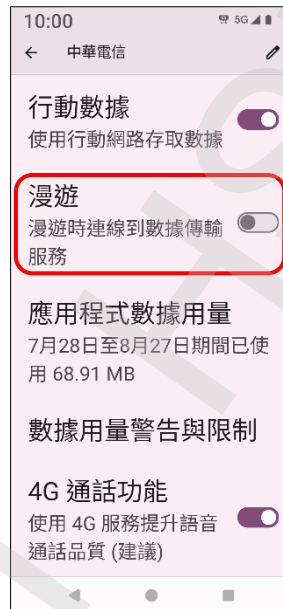 10:00 5G
中華電信
行動數據
使用行動網路存取數據
漫遊
漫遊時連線到數據傳輸
服務
應用程式數據用量
7月28日至8月27日期間已使
用 68.91 MB
數據用量警告與限制
4G 通話功能
使用 4G 服務提升語音
通話品質 (建議)